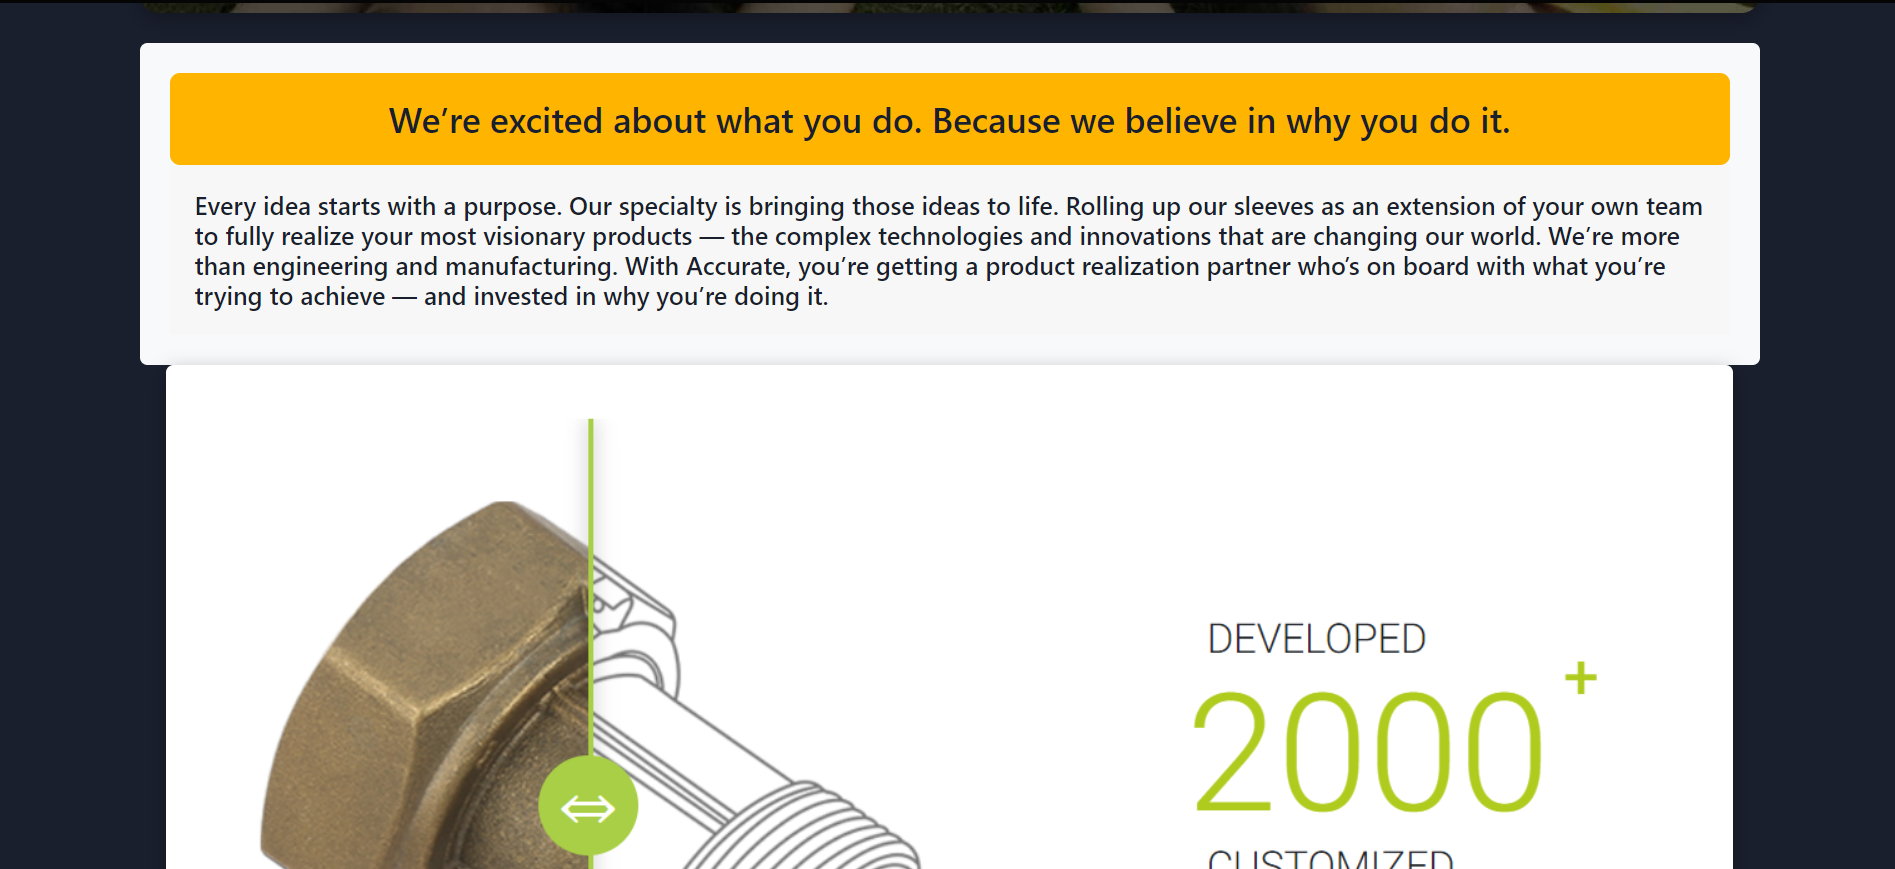 We’re excited about what you do. Because we believe in why you do it.
Every idea starts with a purpose. Our specialty is bringing those ideas to life. Rolling up our sleeves as an extension of your own team
to fully realize your most visionary products — the complex technologies and innovations that are changing our world. We’re more
than engineering and manufacturing. With Accurate, you’re getting a product realization partner who’s on board with what you’re
trying to achieve — and invested in why you’re doing it.
DEVELOPED
2000+
CUSTOMIZED